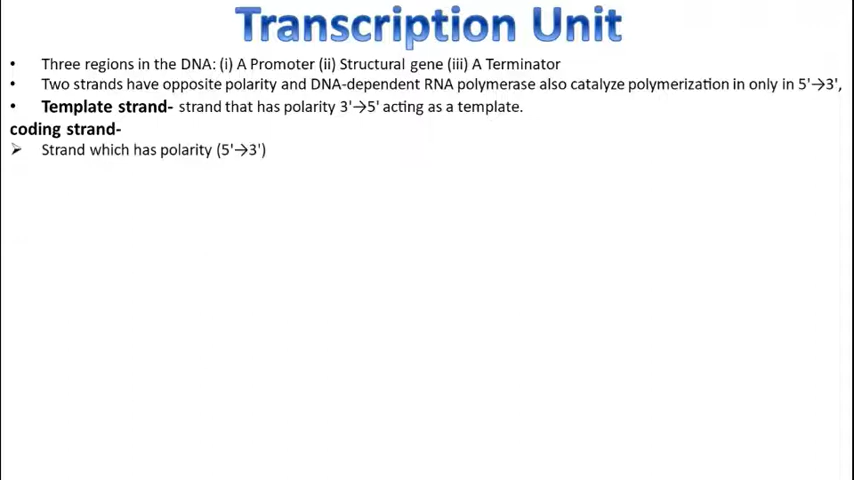 Transcription Unit
• Three regions in the DNA: (i) A Promoter (ii) Structural gene (iii) A Terminator
• Two strands have opposite polarity and DNA-dependent RNA polymerase also catalyze polymerization in only in 5'→3',
• Template strand- strand that has polarity 3'→5' acting as a template.
coding strand-
➢ Strand which has polarity (5'→3')